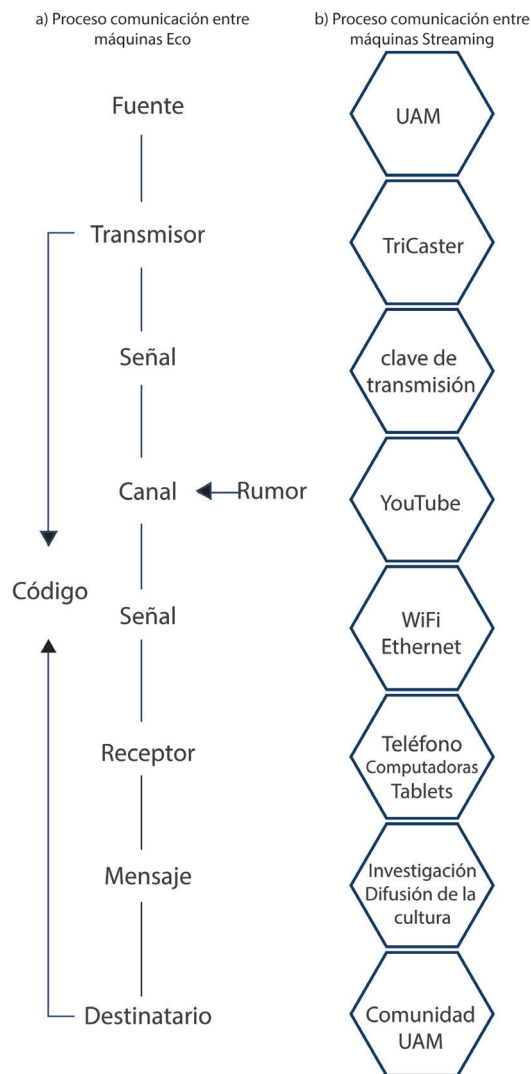 a) Proceso comunicación entre
máquinas Eco
Fuente
Transmisor
Señal
Canal
Rumor
Código
Señal
Receptor
Mensaje
Destinatario
b) Proceso comunicación entre
máquinas Streaming
UAM
TriCaster
clave de
transmisión
YouTube
WiFi
Ethernet
Teléfono
Computadoras
Tablets
Investigación
Difusión de la
cultura
Comunidad
UAM